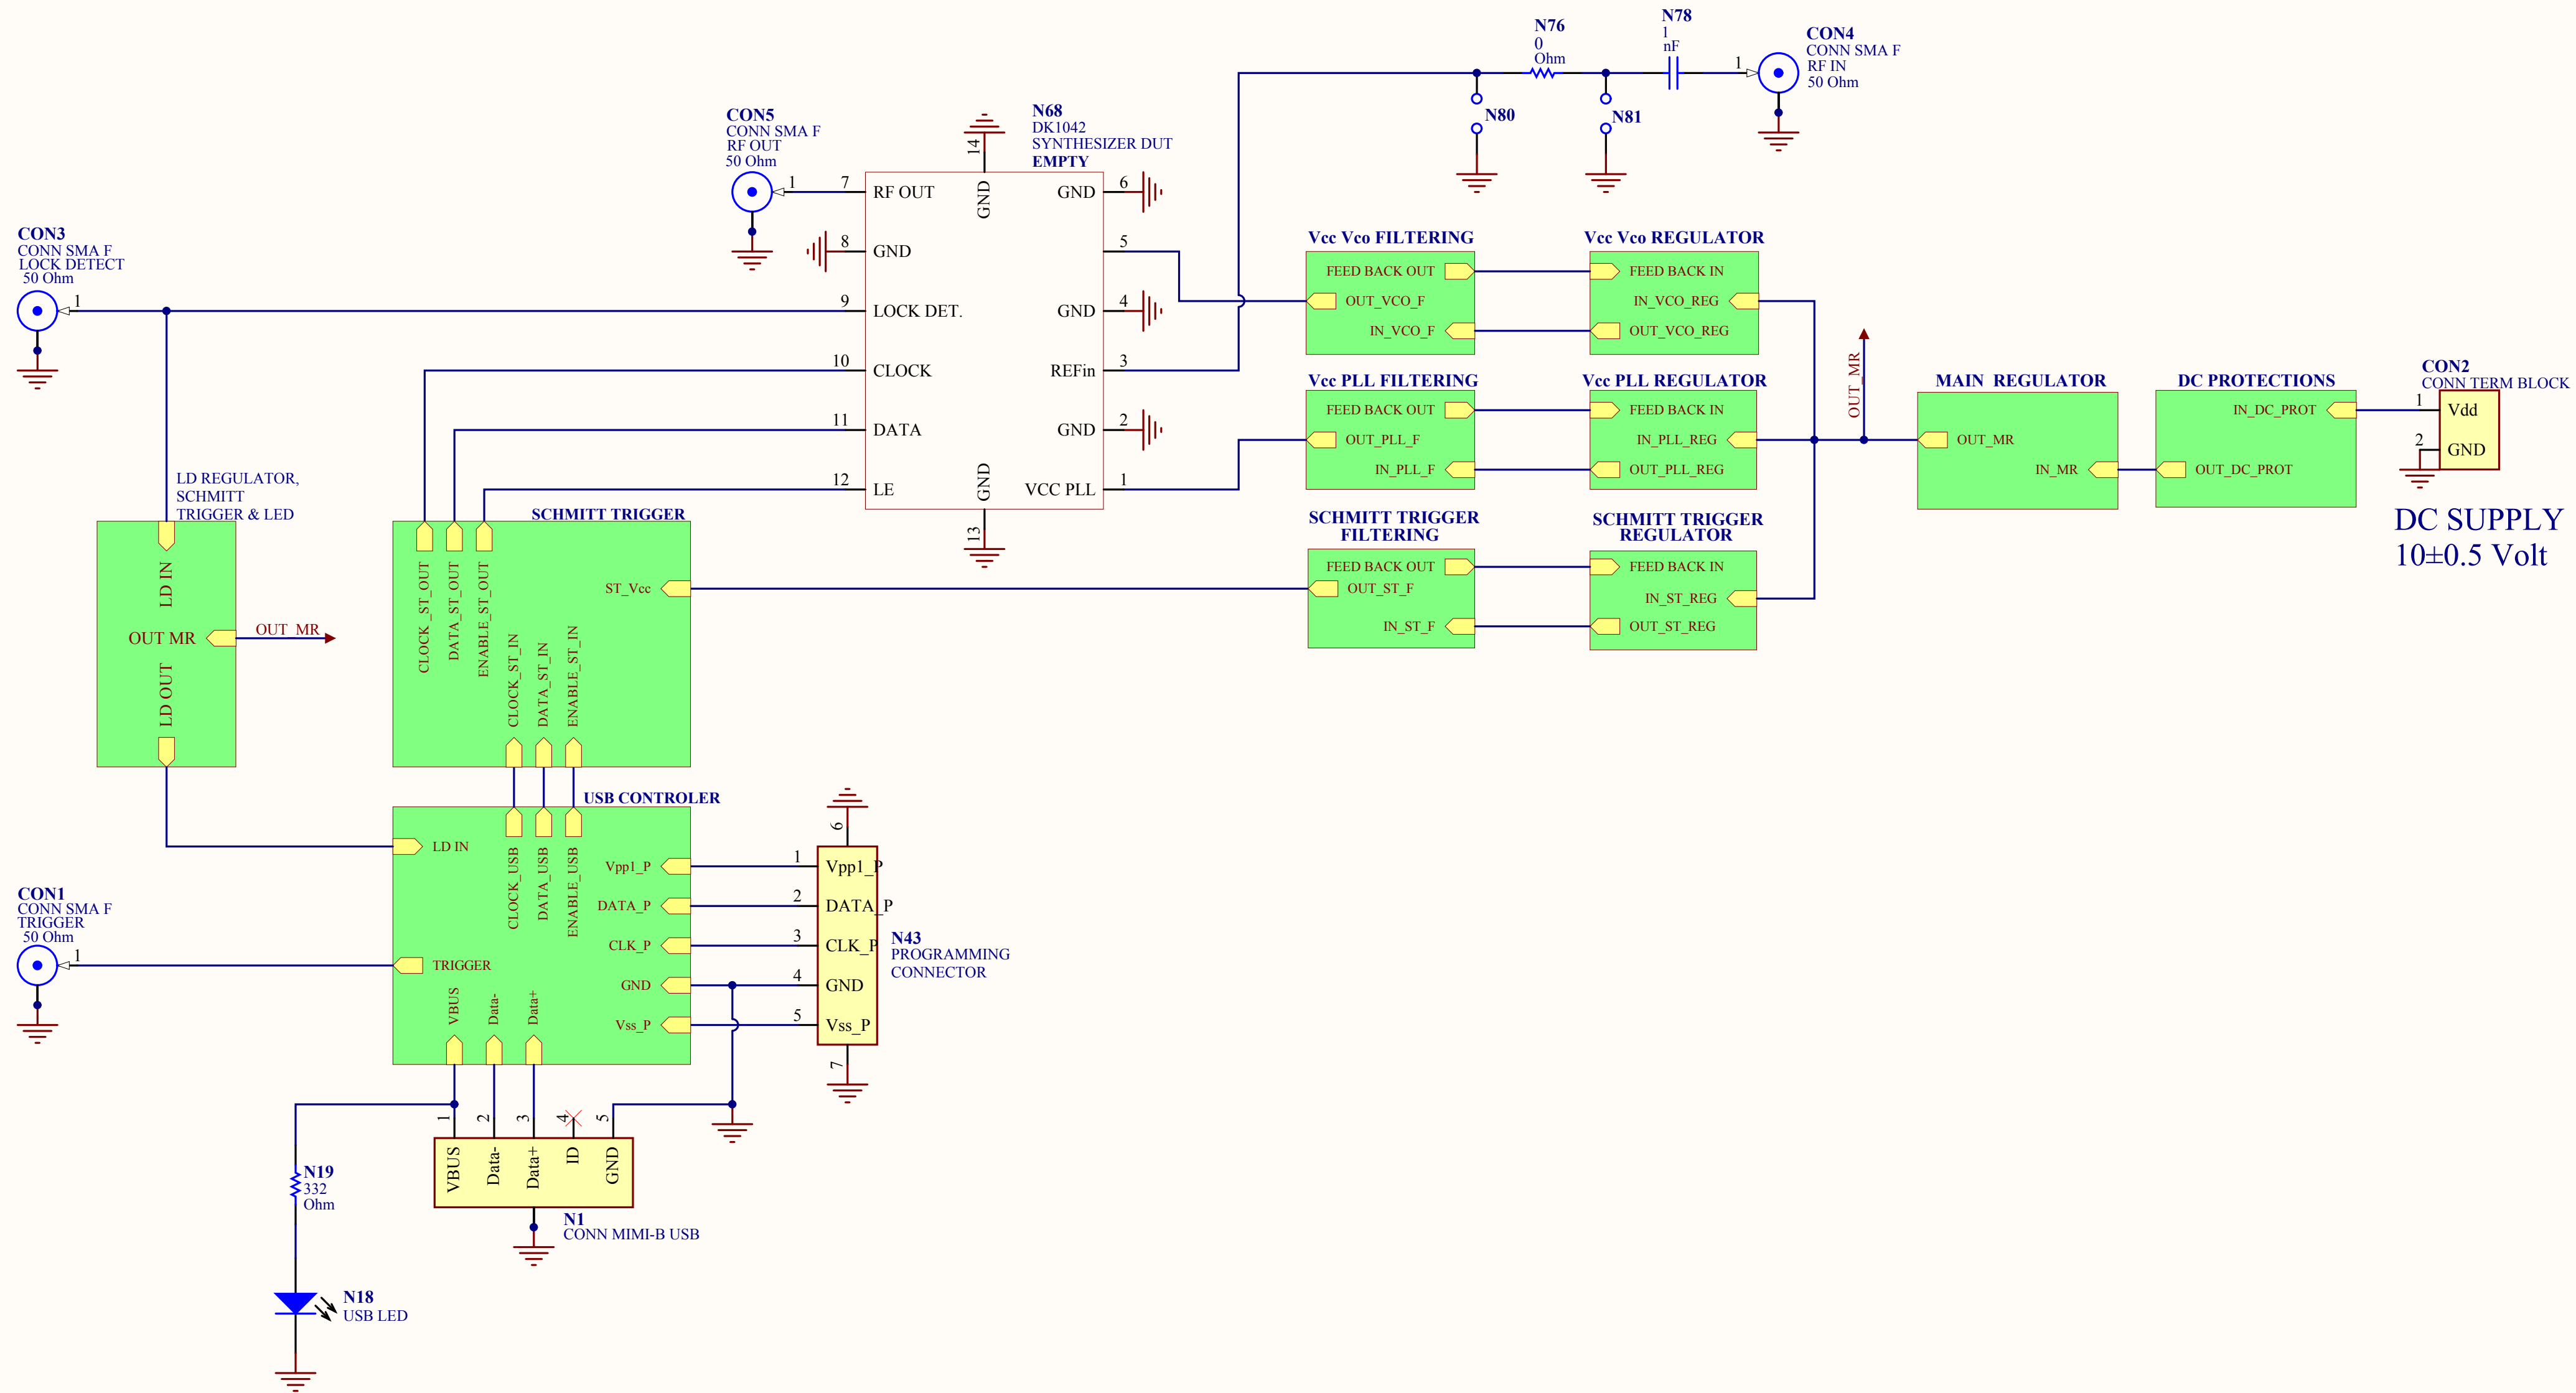 N76
0
Ohm
N78
1
nF
CON4
CONN SMA F
RF IN
50 Ohm
1
N80
N81
CON5
CONN SMA F
RF OUT
50 Ohm
1
N68
DK1042
SYNTHESIZER DUT
EMPTY
14
GND
7
RF OUT
GND
6
8
GND
5
9
LOCK DET.
GND
4
10
CLOCK
REFin
3
11
DATA
GND
2
12
LE
VCC PLL
1
GND
13
CON3
CONN SMA F
LOCK DETECT
50 Ohm
1
Vcc Vco FILTERING
FEED BACK OUT
OUT_VCO_F
IN_VCO_F
Vcc Vco REGULATOR
FEED BACK IN
IN_VCO_REG
OUT_VCO_REG
Vcc PLL FILTERING
FEED BACK OUT
OUT_PLL_F
IN_PLL_F
Vcc PLL REGULATOR
FEED BACK IN
IN_PLL_REG
OUT_PLL_REG
SCHMITT TRIGGER
FILTERING
FEED BACK OUT
OUT_ST_F
IN_ST_F
SCHMITT TRIGGER
REGULATOR
FEED BACK IN
IN_ST_REG
OUT_ST_REG
OUT_MR
MAIN REGULATOR
OUT_MR
IN_MR
DC PROTECTIONS
IN_DC_PROT
OUT_DC_PROT
CON2
CONN TERM BLOCK
1
Vdd
2
GND
DC SUPPLY
10±0.5 Volt
LD REGULATOR,
SCHMITT
TRIGGER & LED
LD IN
OUT MR
OUT_MR
LD OUT
SCHMITT TRIGGER
CLOCK_ST_OUT
DATA_ST_OUT
ENABLE_ST_OUT
ST_Vcc
CLOCK_ST_IN
DATA_ST_IN
ENABLE_ST_IN
USB CONTROLER
LD IN
CLOCK_USB
DATA_USB
ENABLE_USB
Vpp1_P
DATA_P
CLK_P
GND
Vss_P
TRIGGER
VBUS
Data-
Data+
CON1
CONN SMA F
TRIGGER
50 Ohm
1
6
1
Vpp1_P
2
DATA_P
3
CLK_P
4
GND
5
Vss_P
7
N43
PROGRAMMING
CONNECTOR
1
2
3
4
5
VBUS
Data-
Data+
ID
GND
N1
CONN MIMI-B USB
N19
332
Ohm
N18
USB LED